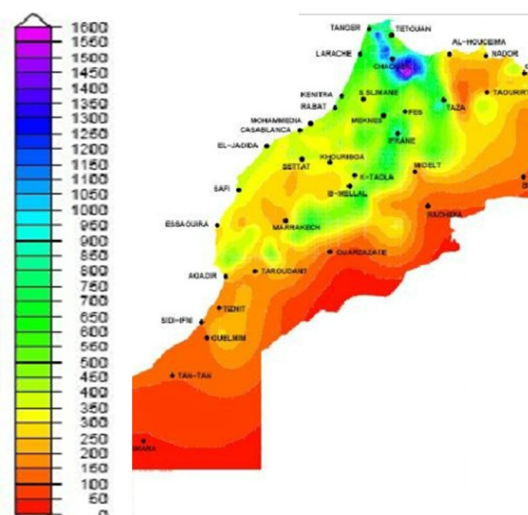 1600
1550
1500
1450
1400
1350
1300
1250
1200
1150
1100
1050
1000
950
900
850
800
750
700
650
600
550
500
450
400
350
300
250
200
150
100
50
0
TANGER
TETOUAN
LARACHE
AL-HOUCEIMA
NADOR
KENITRA
S.SLIMANE
TAOURIRT
RABAT
TAZA
MOHAMMEDIA
MEKNES
FES
CASABLANCA
IFRANE
EL-JADIDA
SETTAT
KHOURIBGA
MIDELT
K-TADLA
SAFI
B-MELLAL
RACHIDIA
ESSAOUIRA
MARRAKECH
OUARZAZATE
AGADIR
TAROUDANT
TIZNIT
SIDI-IFNI
GUELMIM
TAN-TAN